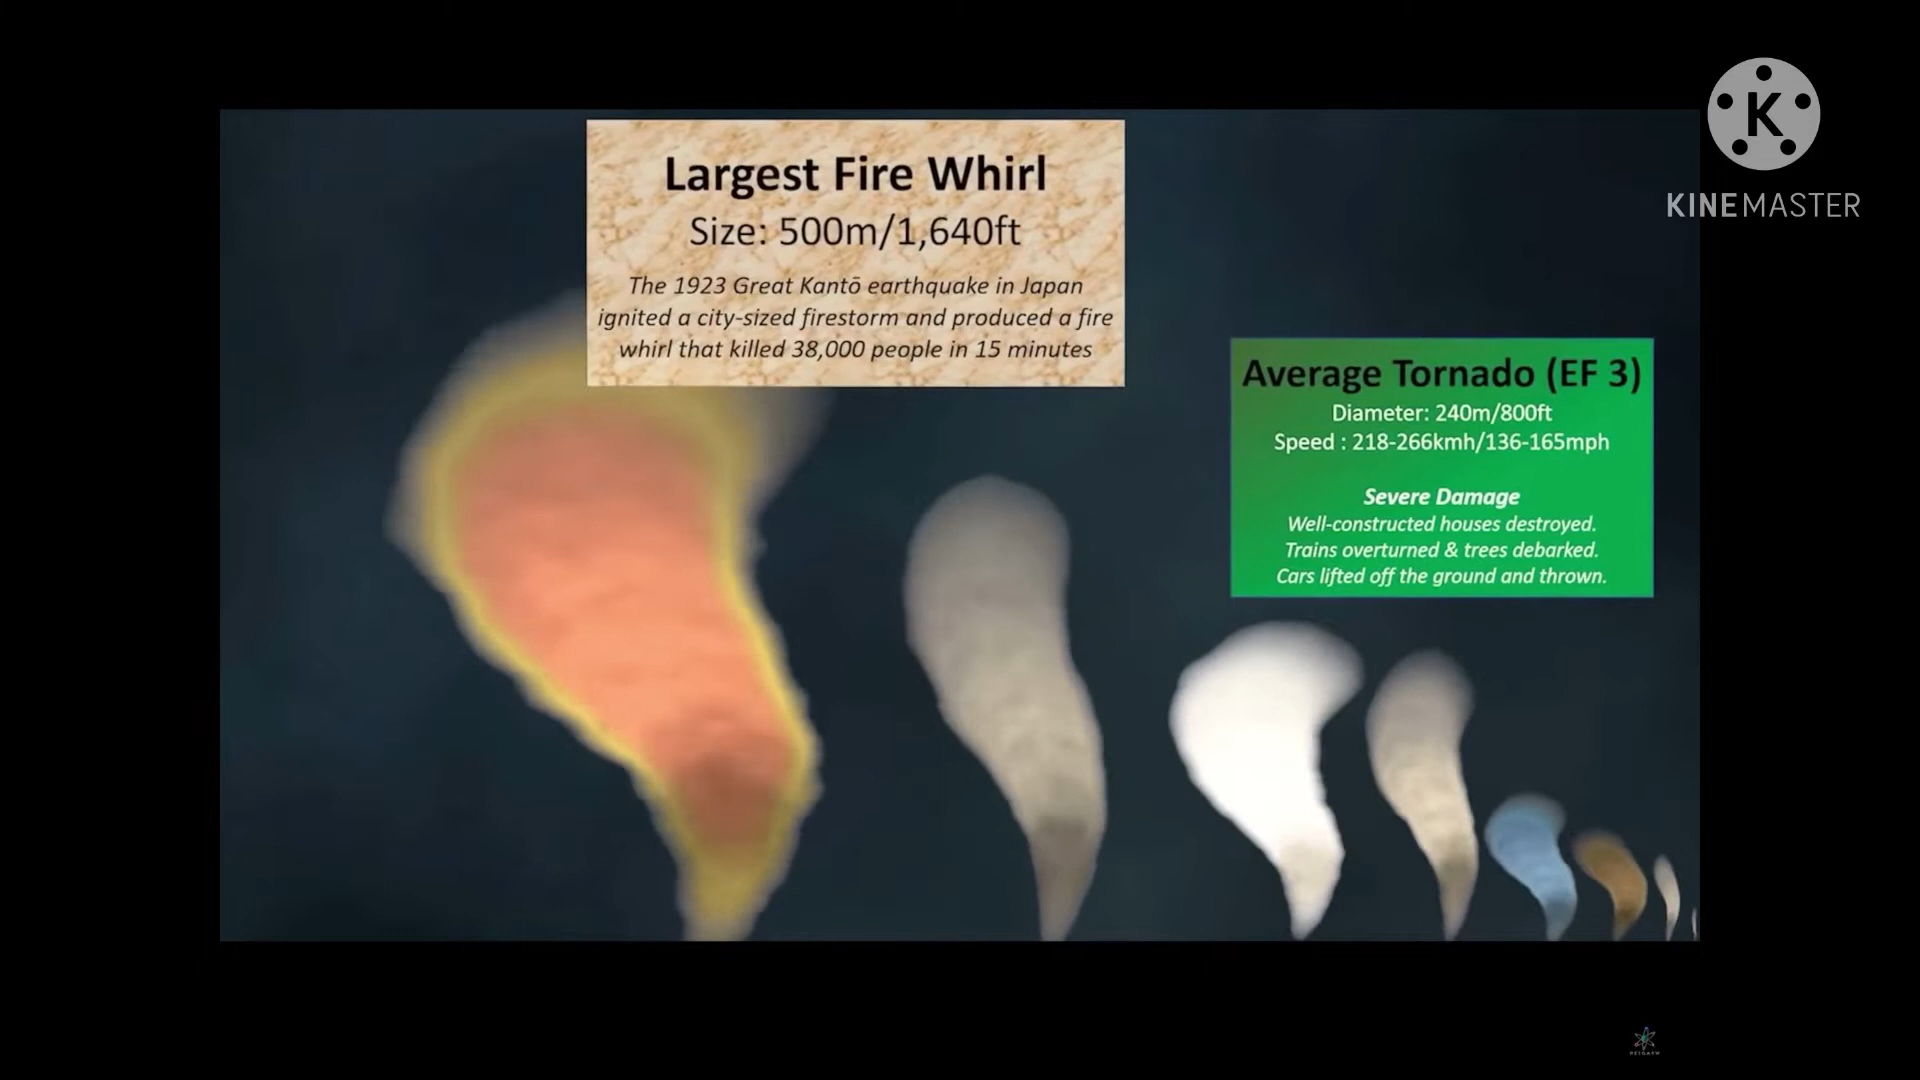 Largest Fire Whirl
Size: 500m/1,640ft
The 1923 Great Kantō earthquake in Japan
ignited a city-sized firestorm and produced a fire
whirl that killed 38,000 people in 15 minutes
K
KINEMASTER
Average Tornado (EF 3)
Diameter: 240m/800ft
Speed : 218-266kmh/136-165mph
Severe Damage
Well-constructed houses destroyed.
Trains overturned & trees debarked.
Cars lifted off the ground and thrown.